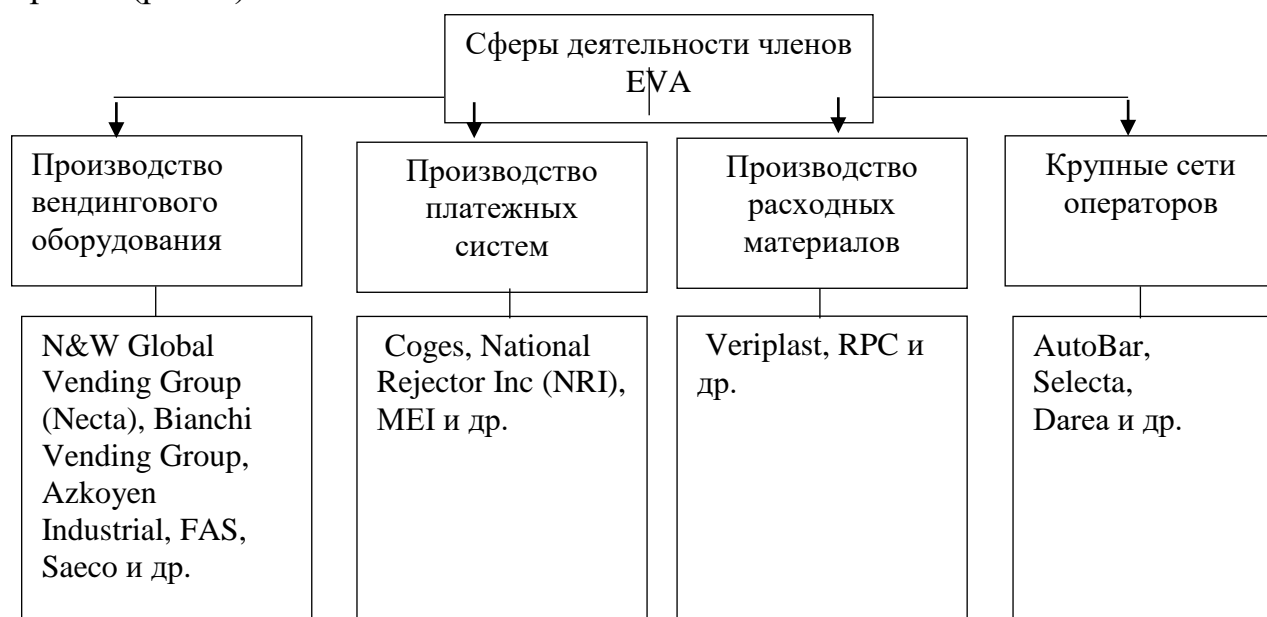 Сферы деятельности членов
EVA
Производство
вендингового
оборудования
Производство
платежных
систем
Производство
расходных
материалов
Крупные сети
операторов
N&W Global
Vending Group
(Necta), Bianchi
Vending Group,
Azkoyen
Industrial, FAS,
Saeco и др.
Coges, National
Rejector Inc (NRI),
MEI и др.
Veriplast, RPC и
др.
AutoBar,
Selecta,
Darea и др.